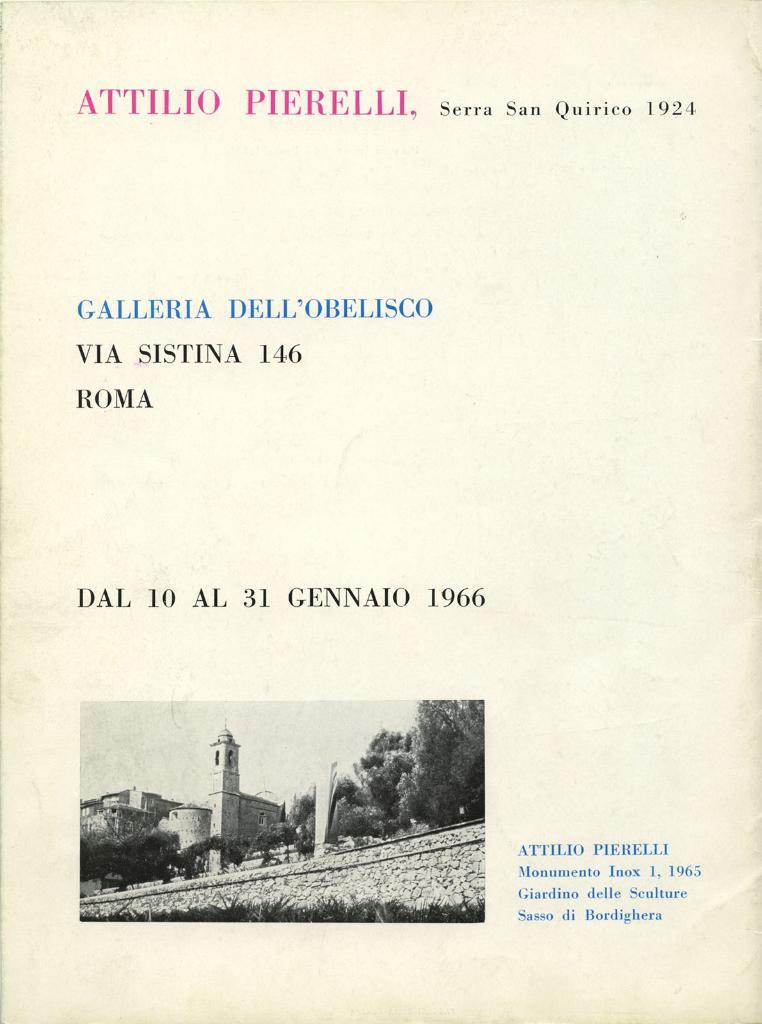 ATTILIO PIERELLI, Serra San Quirico 1924
GALLERIA DELL'OBELISCO
VIA SISTINA 146
ROMA
DAL 10 AL 31 GENNAIO 1966
ATTILIO PIERELLI
Monumento Inox 1, 1965
Giardino delle Sculture
Sasso di Bordighera